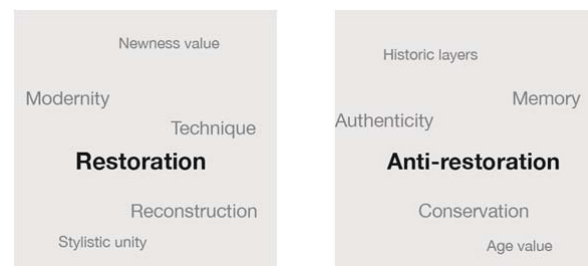 Newness value
Modernity
Technique
Restoration
Reconstruction
Stylistic unity
Historic layers
Memory
Authenticity
Anti-restoration
Conservation
Age value